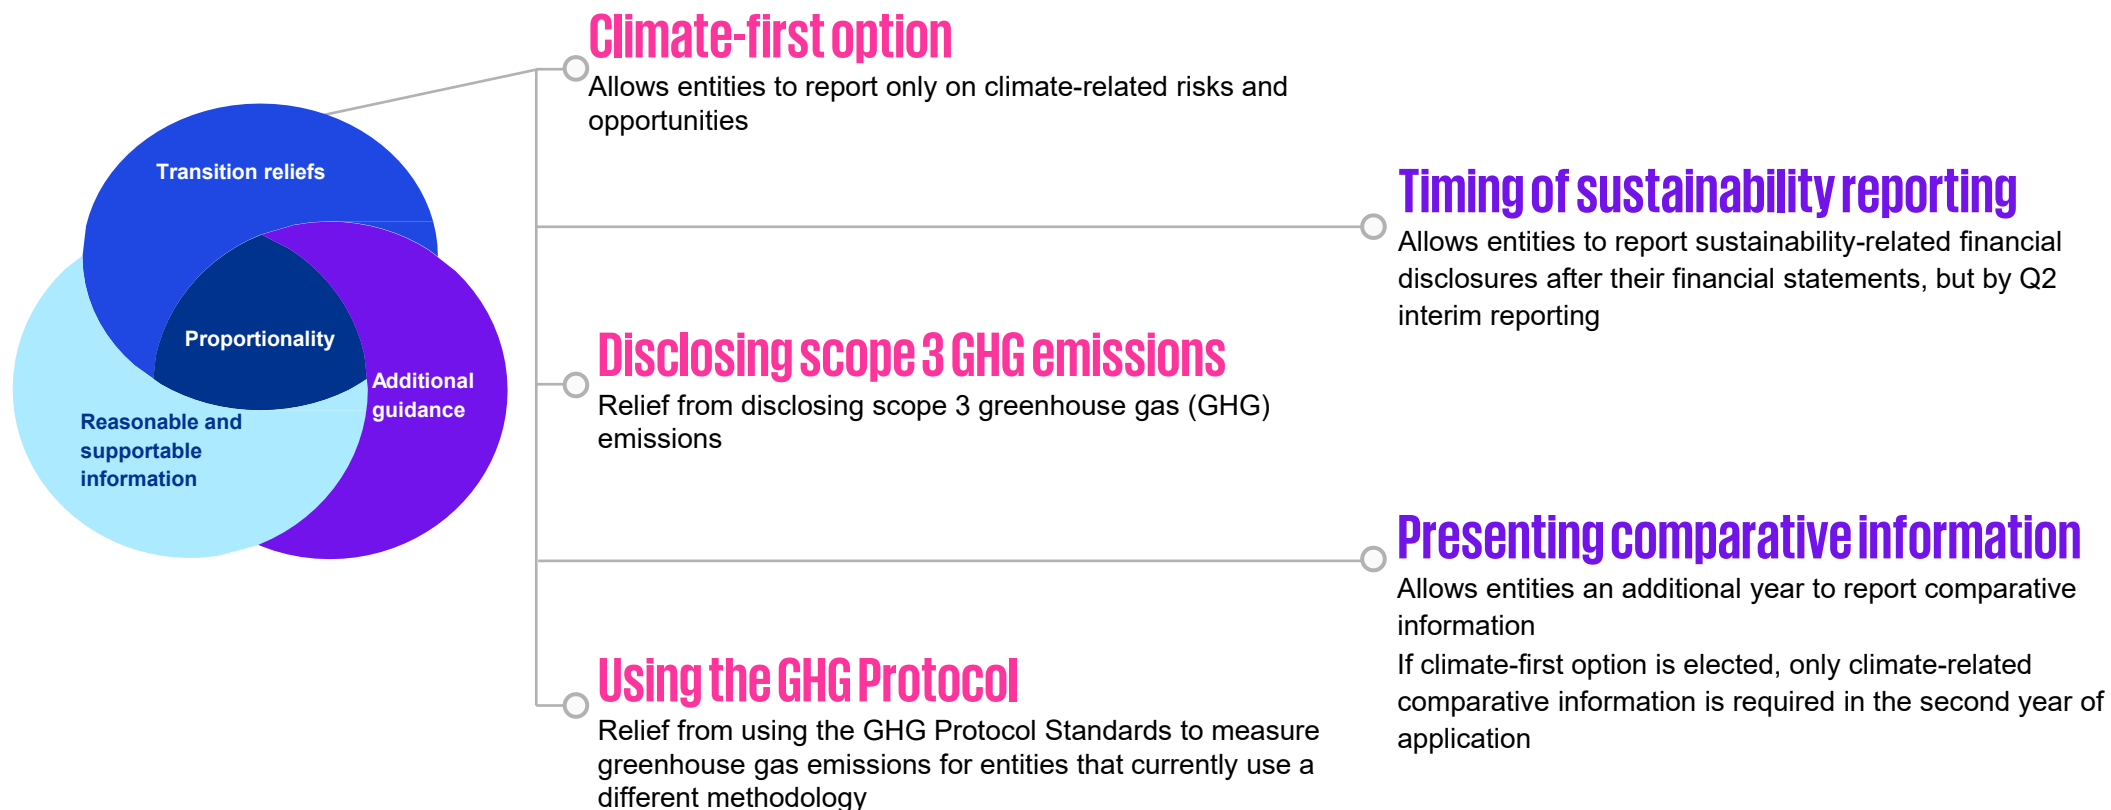 Climate-first option
Allows entities to report only on climate-related risks and
opportunities
Transition reliefs
Proportionality
Additional
guidance
Reasonable and
supportable
information
Timing of sustainability reporting
Allows entities to report sustainability-related financial
disclosures after their financial statements, but by Q2
interim reporting
Disclosing scope 3 GHG emissions
Relief from disclosing scope 3 greenhouse gas (GHG)
emissions
Presenting comparative information
Allows entities an additional year to report comparative
information
If climate-first option is elected, only climate-related
comparative information is required in the second year of
application
Using the GHG Protocol
Relief from using the GHG Protocol Standards to measure
greenhouse gas emissions for entities that currently use a
different methodology